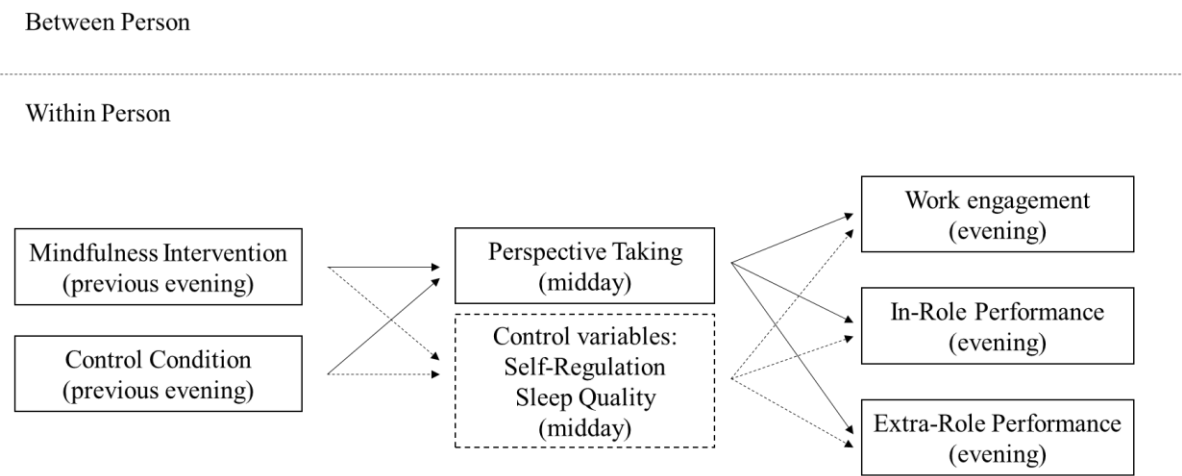 Between Person
Within Person
Mindfulness Intervention
(previous evening)
Control Condition
(previous evening)
Perspective Taking
(midday)
Control variables:
Self-Regulation
Sleep Quality
(midday)
Work engagement
(evening)
In-Role Performance
(evening)
Extra-Role Performance
(evening)